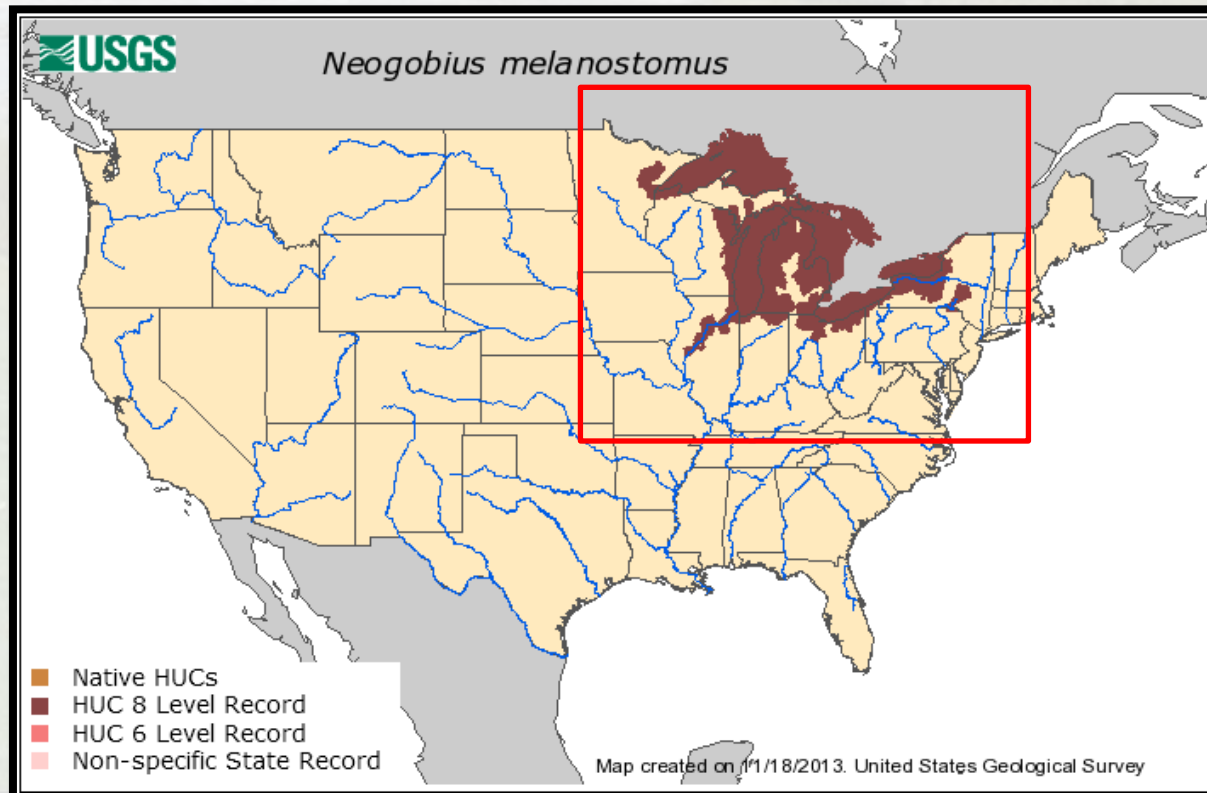 USGS
Neogobius melanostomus
Native HUCs
HUC 8 Level Record
HUC 6 Level Record
Non-specific State Record
Map created on 11/18/2013. United States Geological Survey